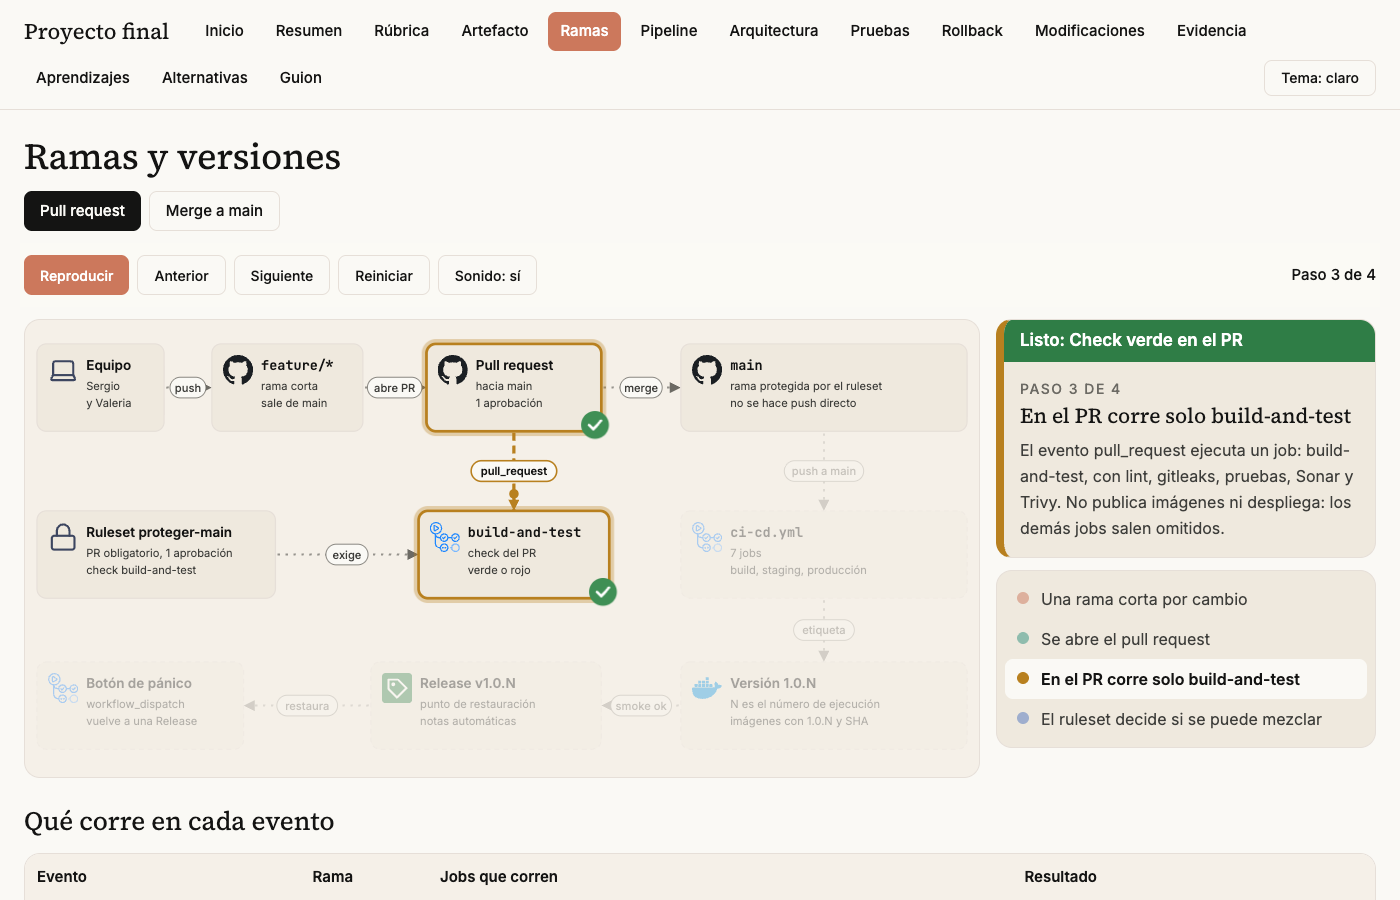 Proyecto final
Inicio
Resumen
Rúbrica
Artefacto
Ramas
Pipeline
Arquitectura
Pruebas
Rollback
Modificaciones
Evidencia
Aprendizajes
Alternativas
Guion
Tema: claro
Ramas y versiones
Pull request
Merge a main
Reproducir
Anterior
Siguiente
Reiniciar
Sonido: sí
Paso 3 de 4
Equipo
Sergio
y Valeria
push
feature/*
rama corta
sale de main
abre PR
Pull request
hacia main
1 aprobación
merge
main
rama protegida por el ruleset
no se hace push directo
pull_request
push a main
Ruleset proteger-main
PR obligatorio, 1 aprobación
check build-and-test
exige
build-and-test
check del PR
verde o rojo
ci-cd.yml
7 jobs
build, staging, producción
etiqueta
Botón de pánico
workflow_dispatch
vuelve a una Release
restaura
Release v1.0.N
punto de restauración
notas automáticas
smoke ok
Versión 1.0.N
N es el número de ejecución
imágenes con 1.0.N y SHA
Listo: Check verde en el PR
PASO 3 DE 4
En el PR corre solo build-and-test
El evento pull_request ejecuta un job: build-
and-test, con lint, gitleaks, pruebas, Sonar y
Trivy. No publica imágenes ni despliega: los
demás jobs salen omitidos.
Una rama corta por cambio
Se abre el pull request
En el PR corre solo build-and-test
El ruleset decide si se puede mezclar
Qué corre en cada evento
Evento
Rama
Jobs que corren
Resultado